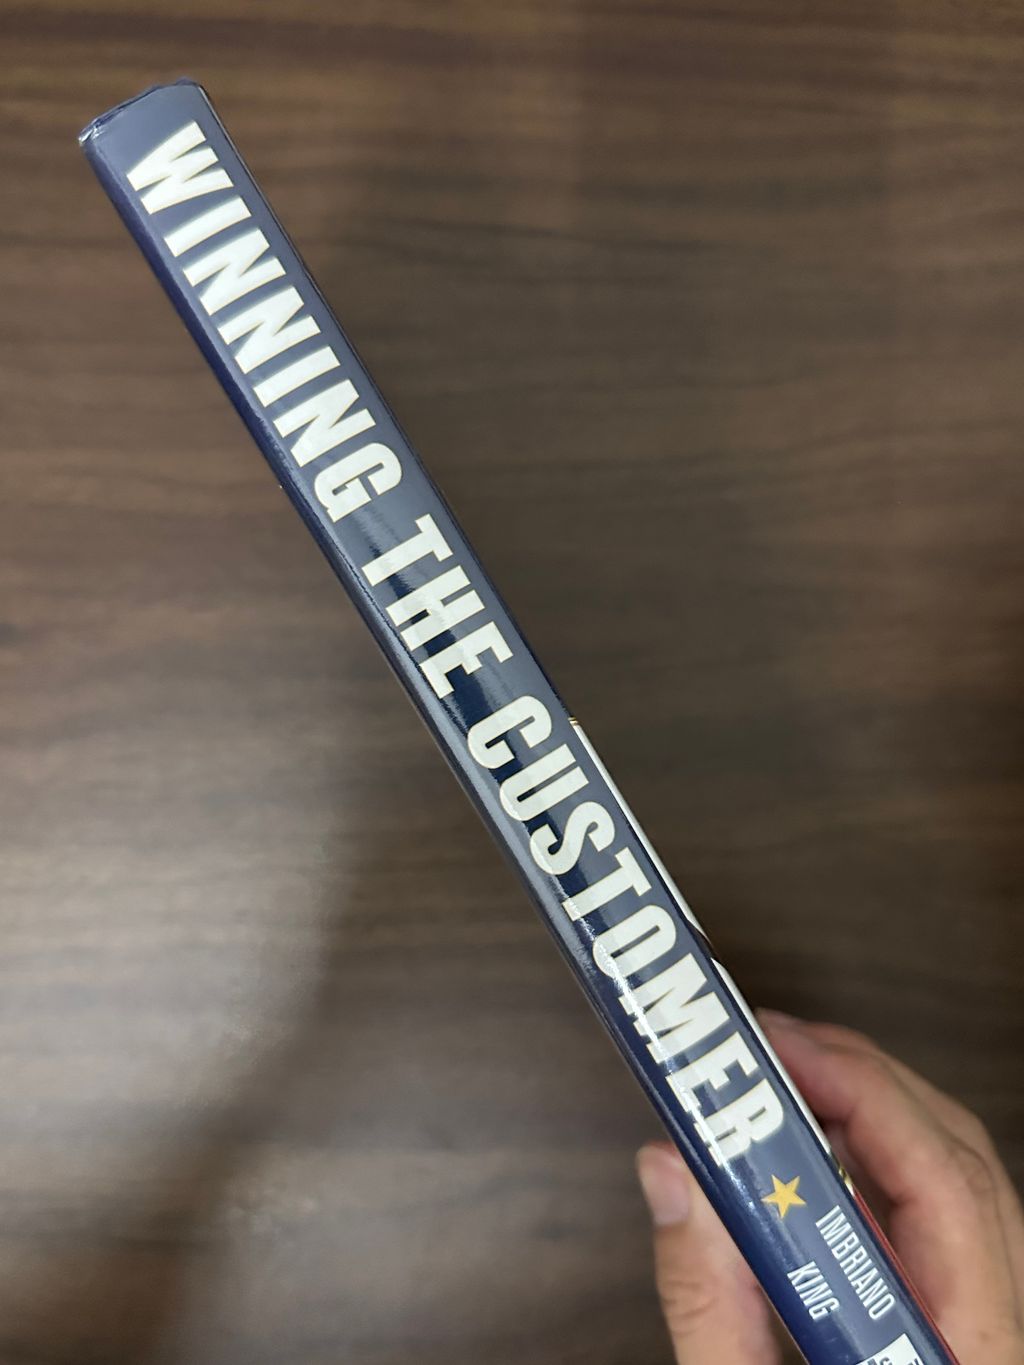 WINNING THE CUSTOMER
IMBRIANO
KING